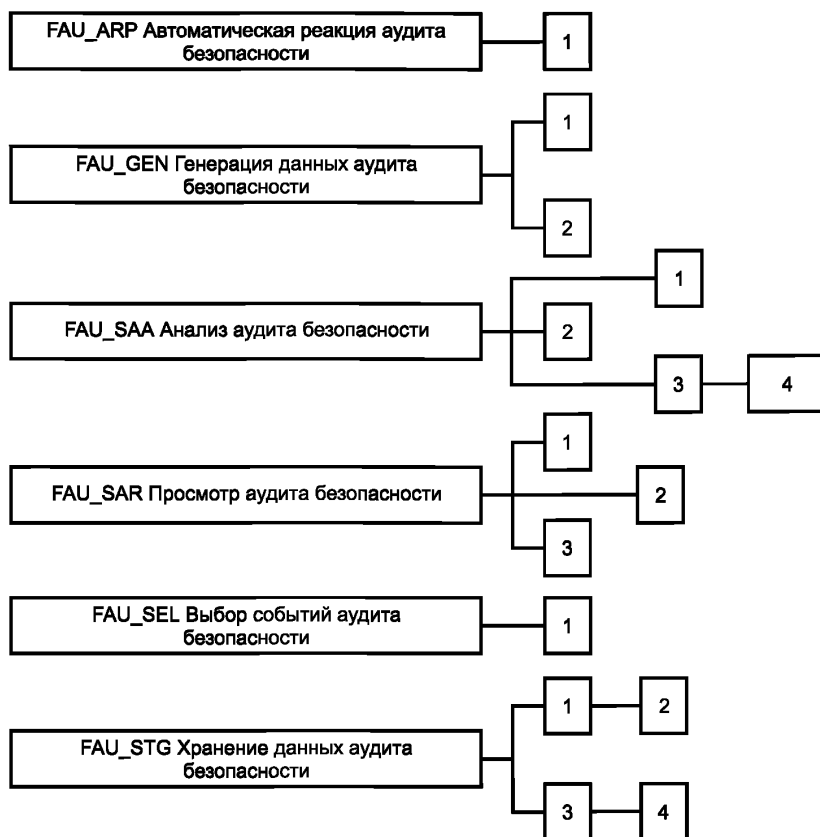 FAU_ARP Автоматическая реакция аудита
безопасности
1
FAU_GEN Генерация данных аудита
безопасности
1
2
FAU_SAA Анализ аудита безопасности
1
2
3
4
FAU_SAR Просмотр аудита безопасности
1
2
3
FAU_SEL Выбор событий аудита
безопасности
1
FAU_STG Хранение данных аудита
безопасности
1
2
3
4